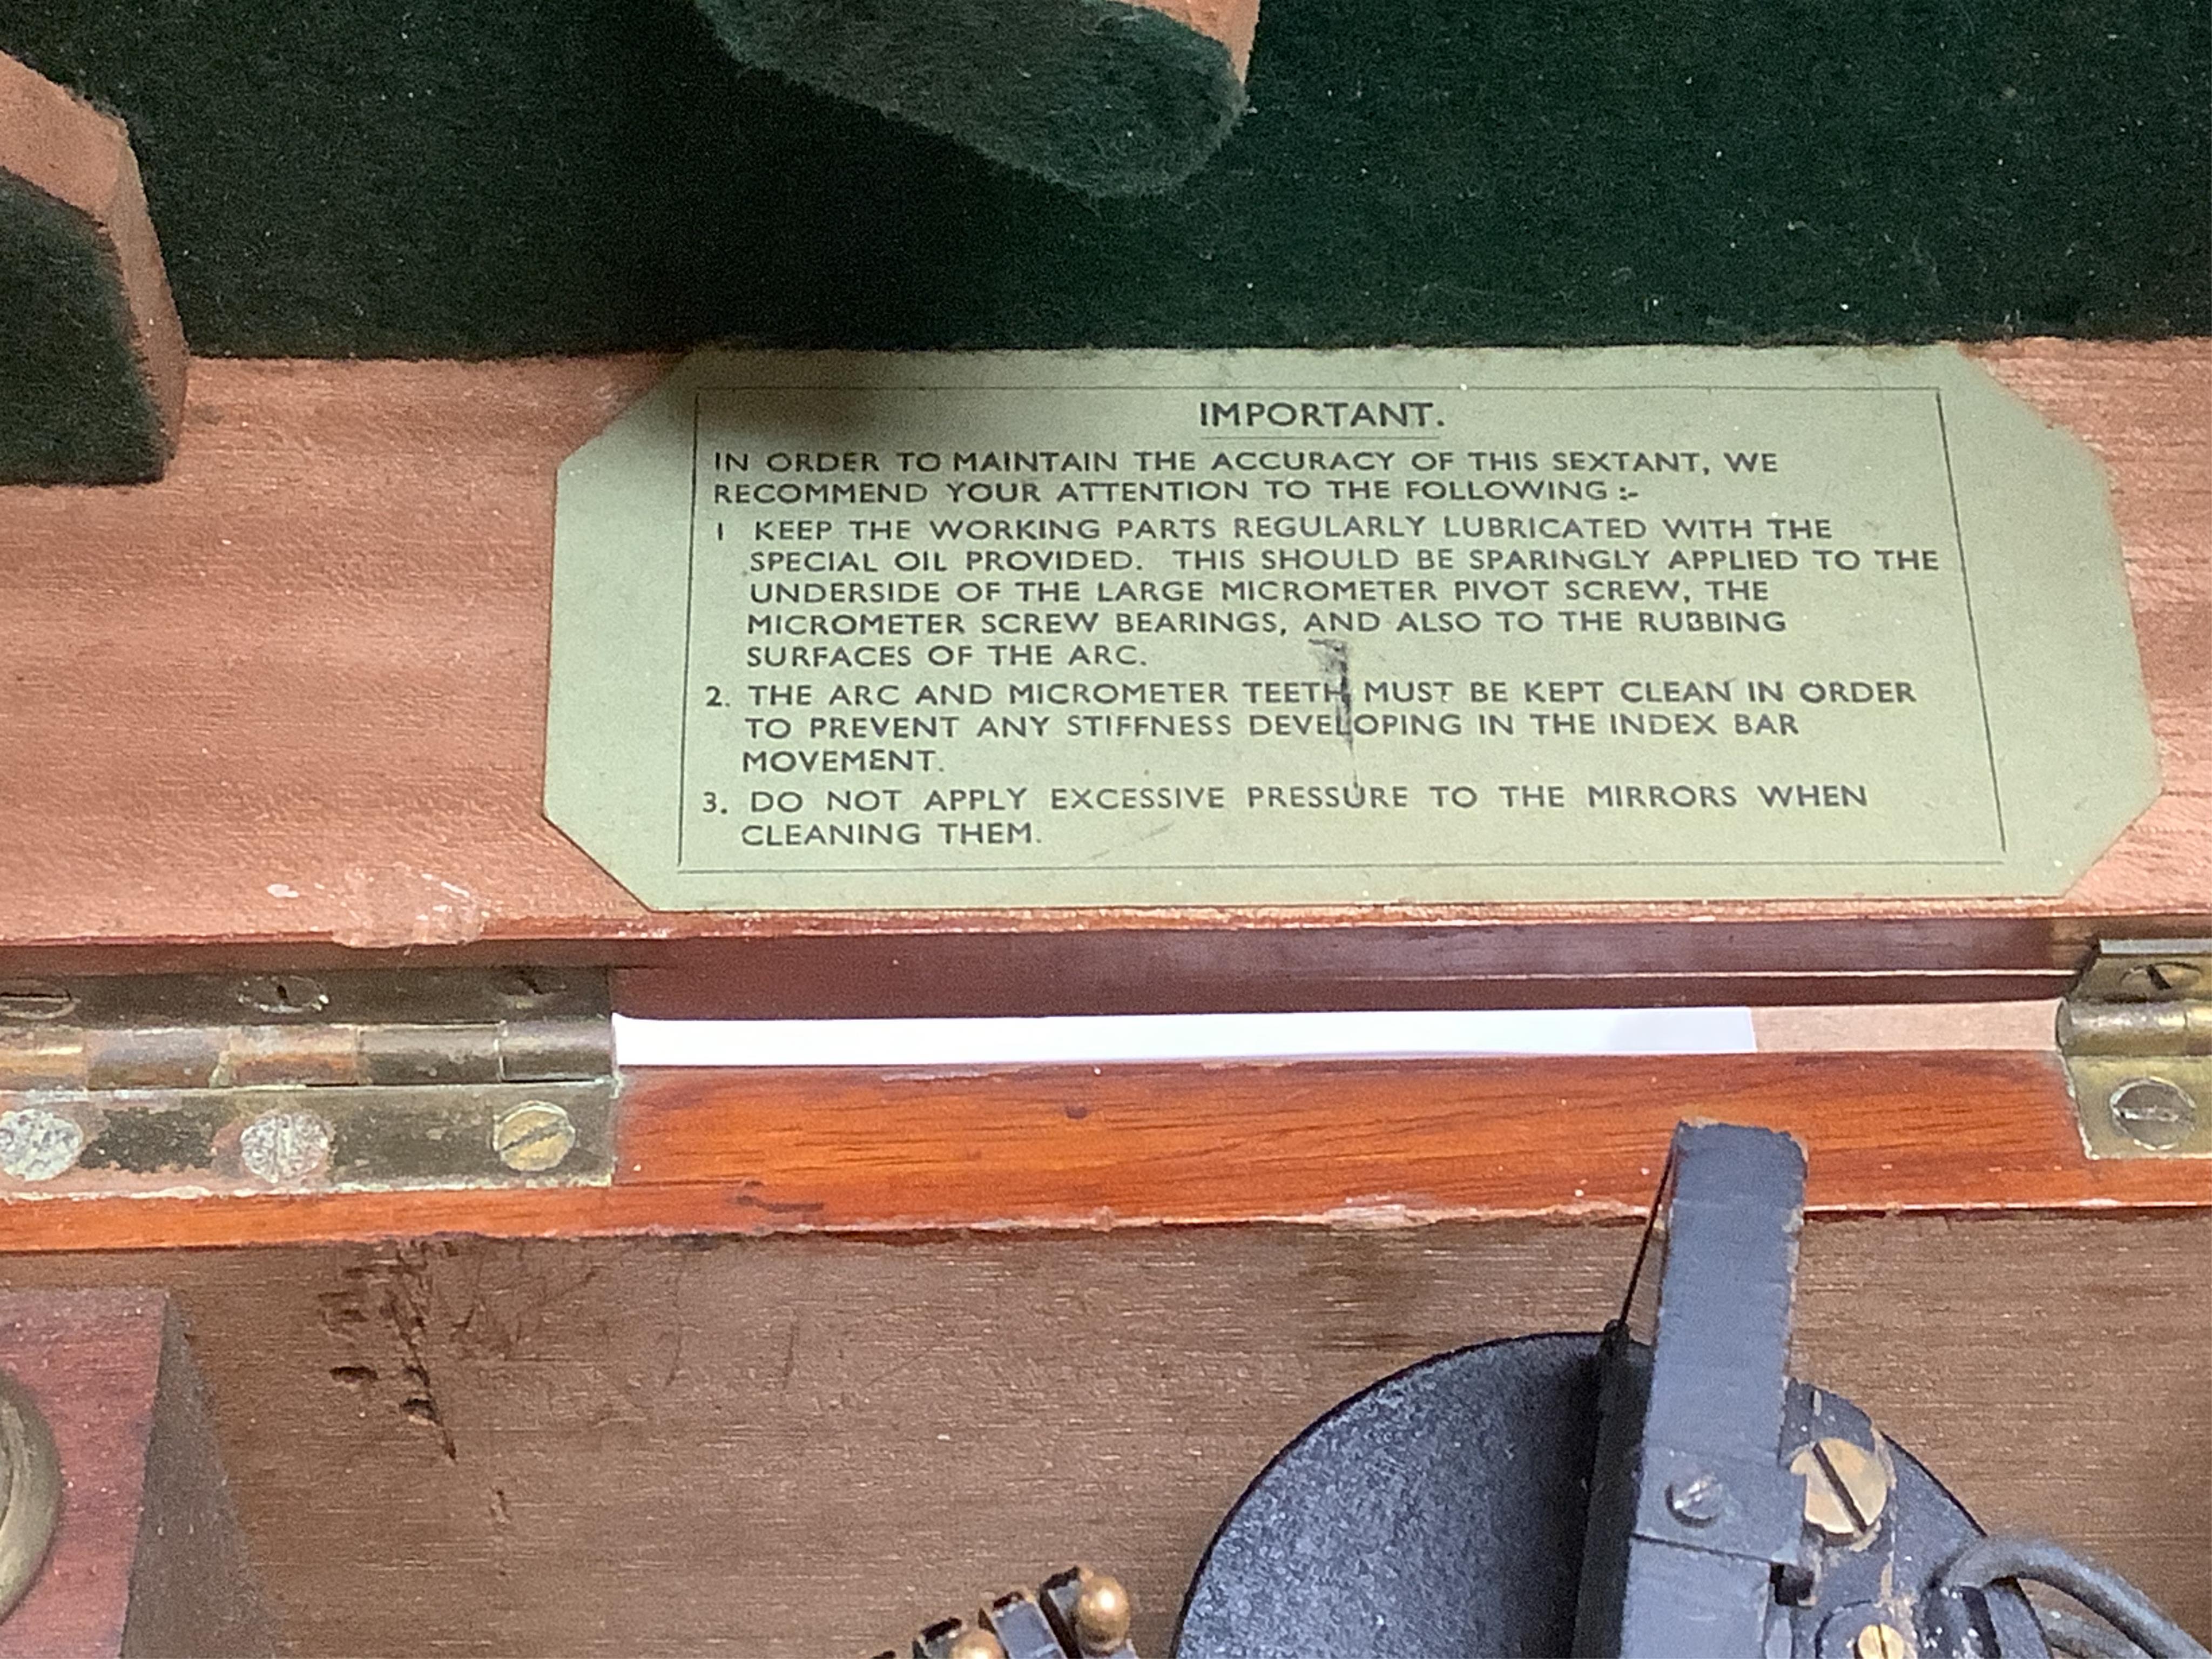 IMPORTANT.
IN ORDER TO MAINTAIN THE ACCURACY OF THIS SEXTANT, WE
RECOMMEND YOUR ATTENTION TO THE FOLLOWING :-
1 KEEP THE WORKING PARTS REGULARLY LUBRICATED WITH THE
SPECIAL OIL PROVIDED. THIS SHOULD BE SPARINGLY APPLIED TO THE
UNDERSIDE OF THE LARGE MICROMETER PIVOT SCREW, THE
MICROMETER SCREW BEARINGS, AND ALSO TO THE RUBBING
SURFACES OF THE ARC.
2. THE ARC AND MICROMETER TEETH MUST BE KEPT CLEAN IN ORDER
TO PREVENT ANY STIFFNESS DEVELOPING IN THE INDEX BAR
MOVEMENT.
3. DO NOT APPLY EXCESSIVE PRESSURE TO THE MIRRORS WHEN
CLEANING THEM.